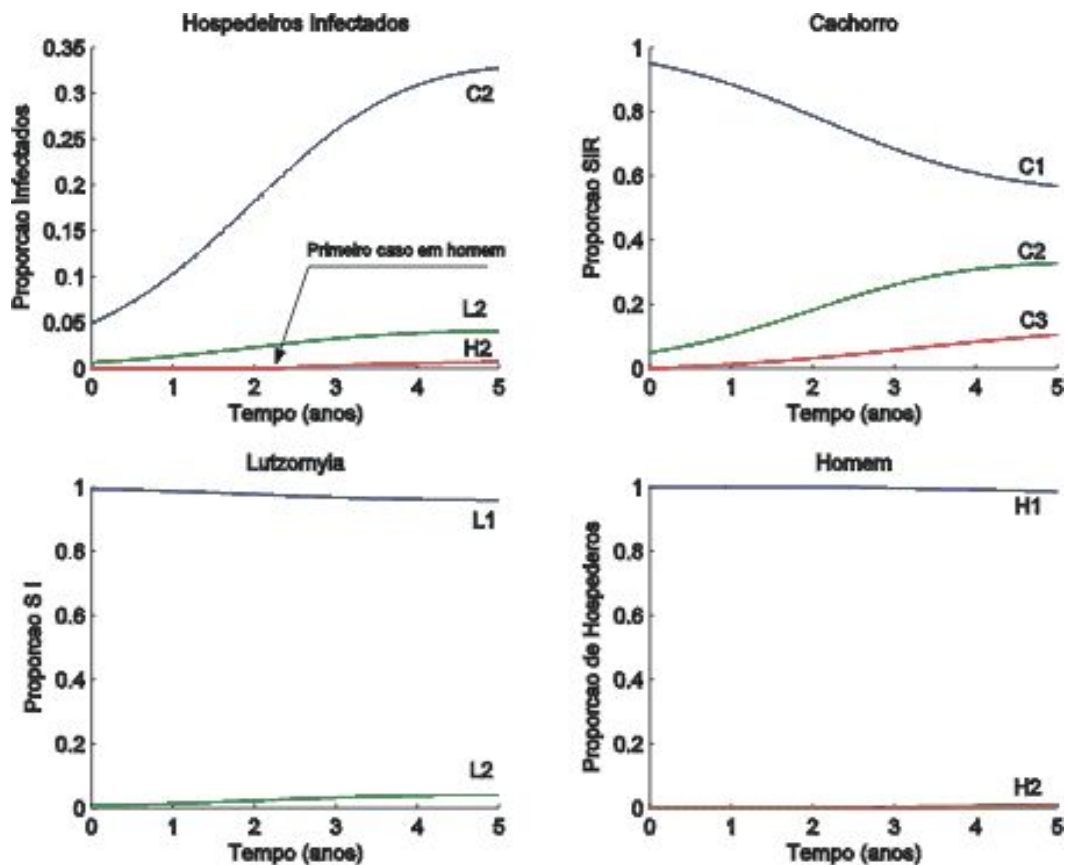 Hospedeiros Infectados
0.35
0.3
0.25
0.2
0.15
0.1
0.05
0
Proporcao Infectados
C2
Primeiro caso em homem
L2
H2
0 1 2 3 4 5
Tempo (anos)
Cachorro
1
0.8
0.6
0.4
0.2
0
Proporcao SIR
C1
C2
C3
0 1 2 3 4 5
Tempo (anos)
Lutzomyia
1
0.8
0.6
0.4
0.2
0
Proporcao S I
L1
L2
0 1 2 3 4 5
Tempo (anos)
Homem
1
0.8
0.6
0.4
0.2
0
Proporcao de Hospederos
H1
H2
0 1 2 3 4 5
Tempo (anos)